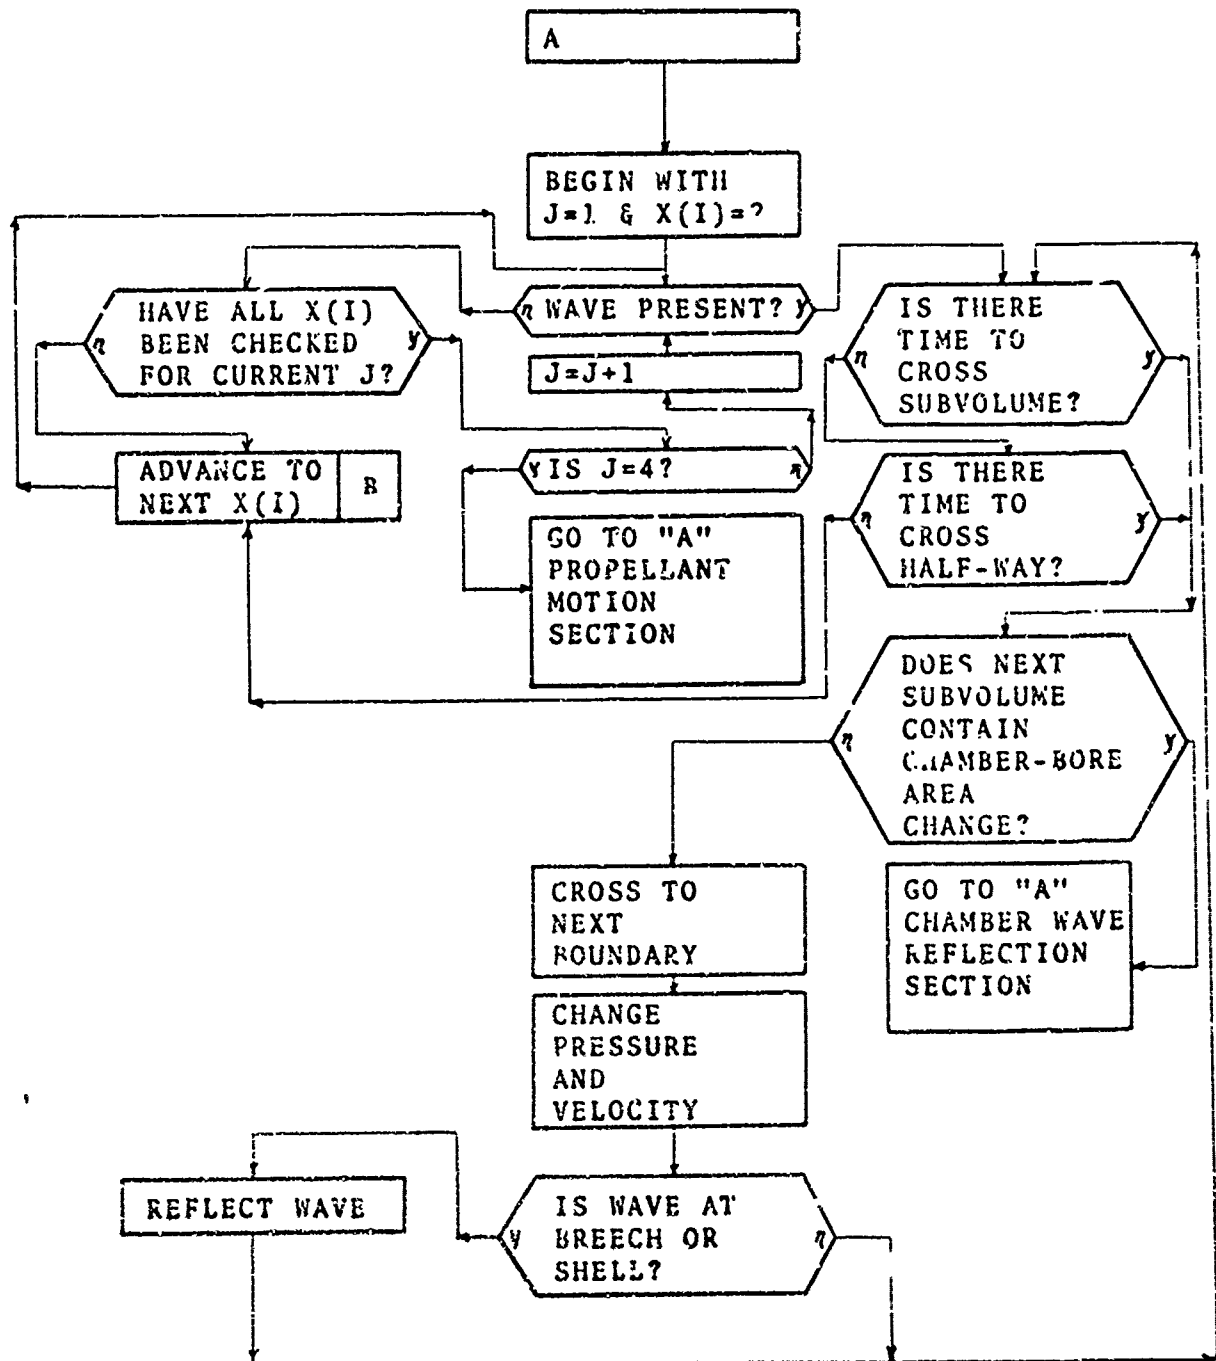 A
BEGIN WITH
J=1 & X(I)=?
n WAVE PRESENT? y
HAVE ALL X(I)
BEEN CHECKED
FOR CURRENT J?
n
y
IS THERE
TIME TO
CROSS
SUBVOLUME?
n
y
J=J+1
ADVANCE TO
NEXT X(I)
B
y IS J=4? n
IS THERE
TIME TO
CROSS
HALF-WAY?
n
y
GO TO "A"
PROPELLANT
MOTION
SECTION
DOES NEXT
SUBVOLUME
CONTAIN
CHAMBER-BORE
AREA
CHANGE?
n
y
CROSS TO
NEXT
BOUNDARY
GO TO "A"
CHAMBER WAVE
REFLECTION
SECTION
CHANGE
PRESSURE
AND
VELOCITY
REFLECT WAVE
IS WAVE AT
BREECH OR
SHELL?
y
n